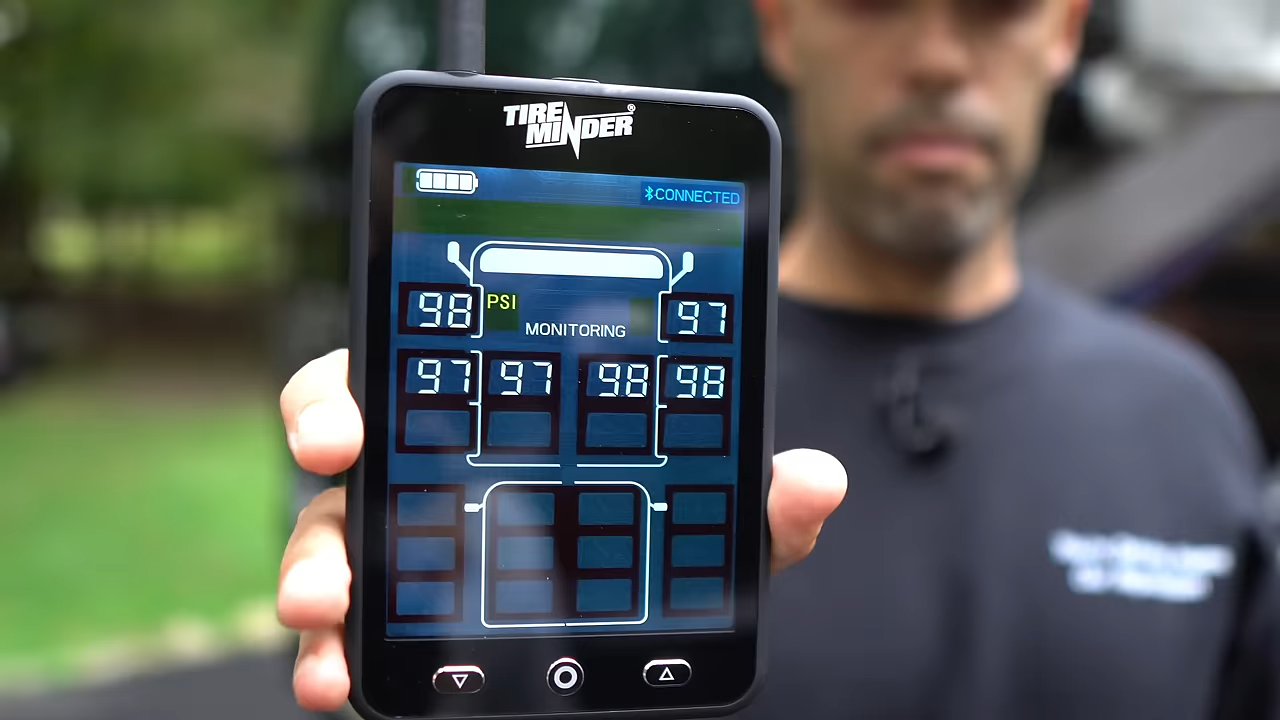 TIRE
MINDER®
CONNECTED
98 PSI 97
MONITORING
97 97 98 98